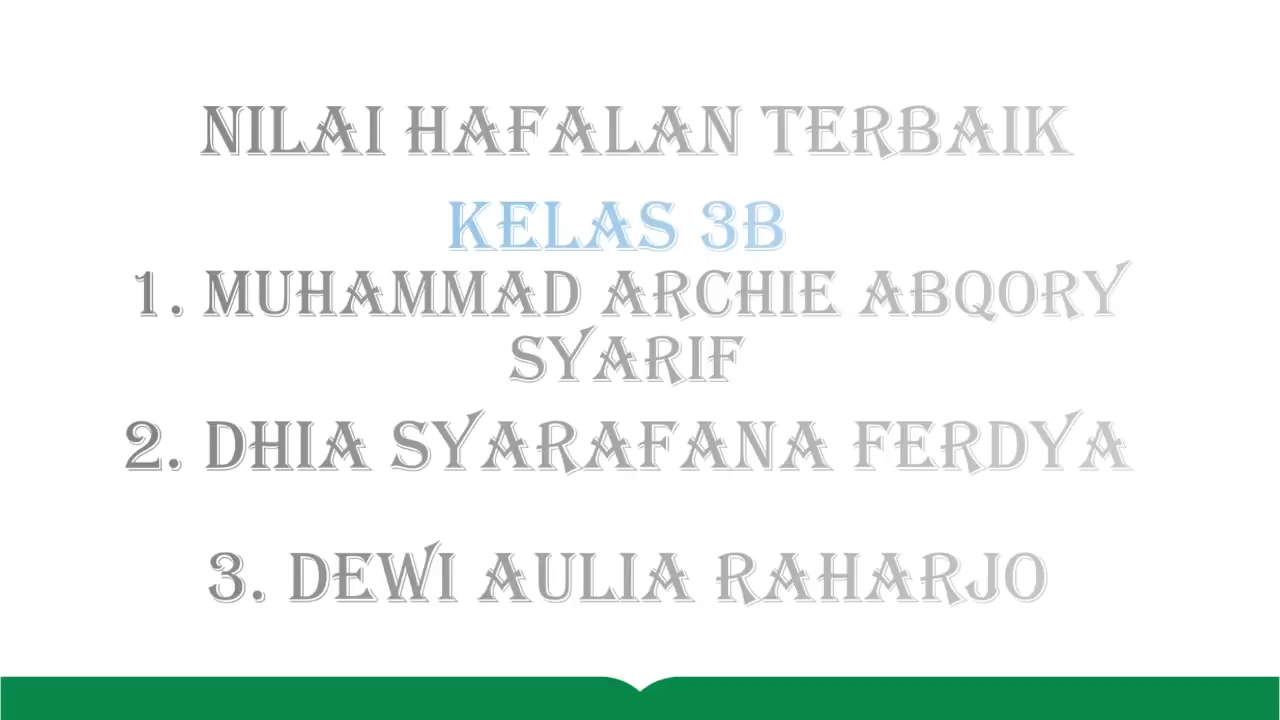 NILAI HAFALAN TERBAIK
KELAS 3B
1. MUHAMMAD ARCHIE ABQORY
SYARIF
2. DHIA SYARAFANA FERDYA
3. DEWI AULIA RAHARJO